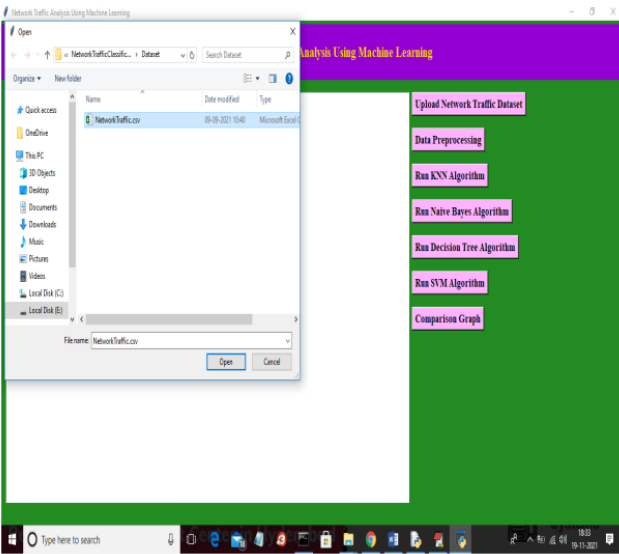 Network Traffic Analysis Using Machine Learning
Open
« NetworkTrafficClassific... › Dataset
Search Dataset
Analysis Using Machine Learning
Organize
New folder
Name
Date modified
Type
Quick access
NetworkTraffic.csv
09-09-2021 10:40
Microsoft Excel C
OneDrive
This PC
3D Objects
Desktop
Documents
Downloads
Music
Pictures
Videos
Local Disk (C:)
Local Disk (E:)
File name: NetworkTraffic.csv
Open
Cancel
Upload Network Traffic Dataset
Data Preprocessing
Run KNN Algorithm
Run Naive Bayes Algorithm
Run Decision Tree Algorithm
Run SVM Algorithm
Comparison Graph
Type here to search
18:33
19-11-2021